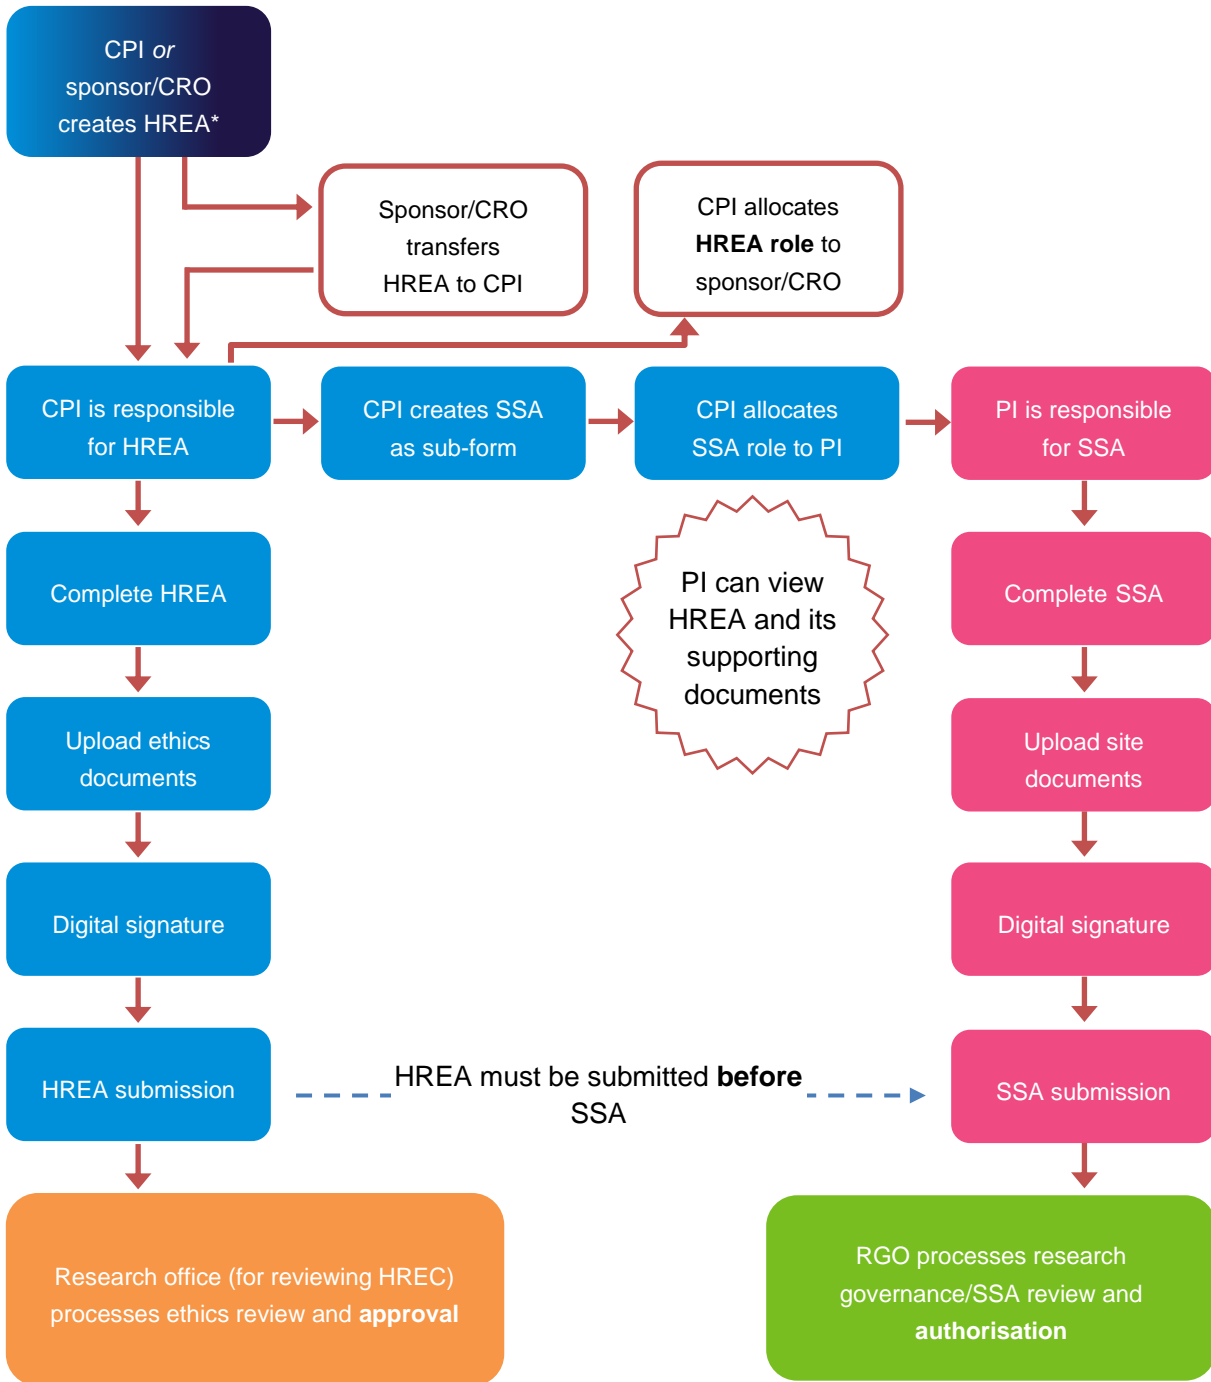 CPI or
sponsor/CRO
creates HREA*
Sponsor/CRO
transfers
HREA to CPI
CPI allocates
HREA role to
sponsor/CRO
CPI is responsible
for HREA
CPI creates SSA
as sub-form
CPI allocates
SSA role to PI
PI is responsible
for SSA
Complete HREA
PI can view
HREA and its
supporting
documents
Complete SSA
Upload ethics
documents
Upload site
documents
Digital signature
Digital signature
HREA submission
HREA must be submitted before
SSA
SSA submission
Research office (for reviewing HREC)
processes ethics review and approval
RGO processes research
governance/SSA review and
authorisation